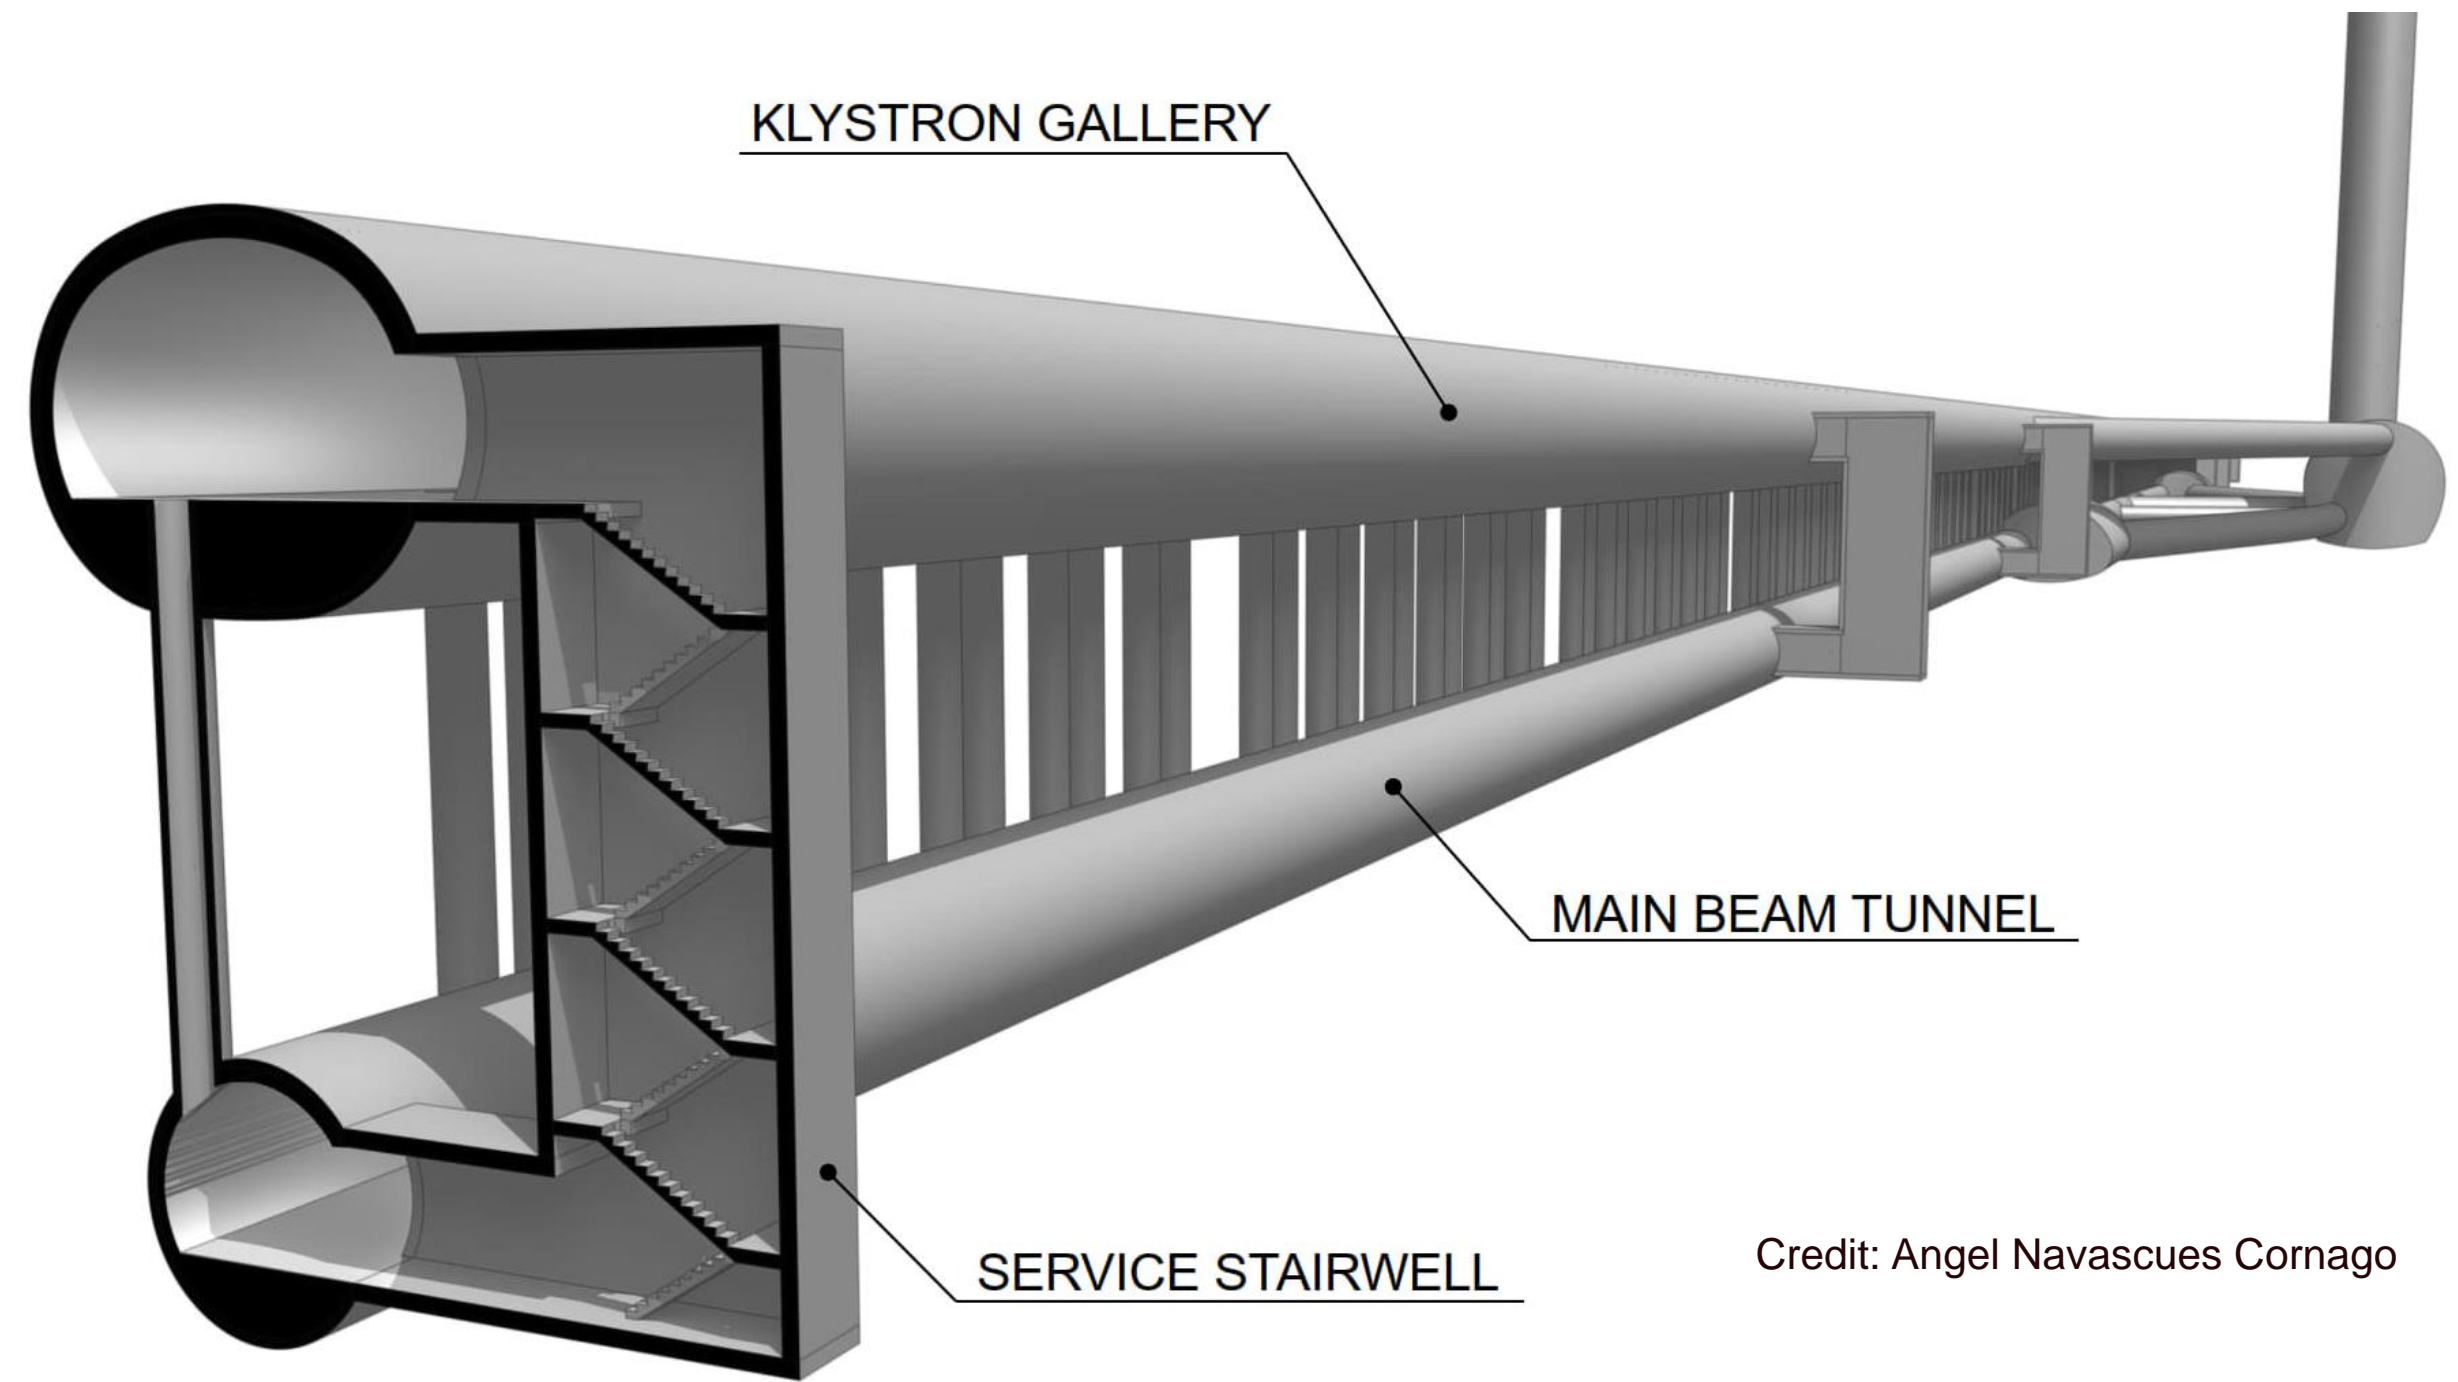 KLYSTRON GALLERY
MAIN BEAM TUNNEL
SERVICE STAIRWELL
Credit: Angel Navascues Cornago